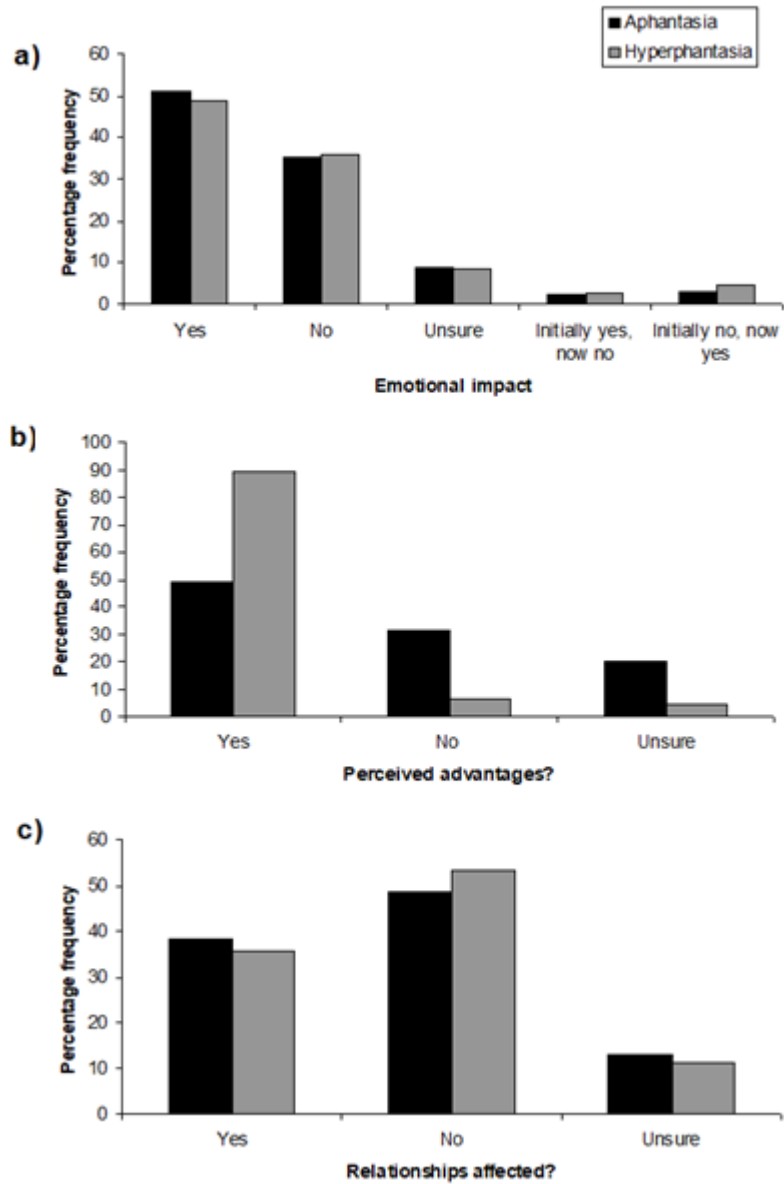 Aphantasia
Hyperphantasia
a)
Percentage frequency
60
50
40
30
20
10
0
Yes No Unsure Initially yes, now no Initially no, now yes
Emotional impact
b)
Percentage frequency
100
90
80
70
60
50
40
30
20
10
0
Yes No Unsure
Perceived advantages?
c)
Percentage frequency
60
50
40
30
20
10
0
Yes No Unsure
Relationships affected?